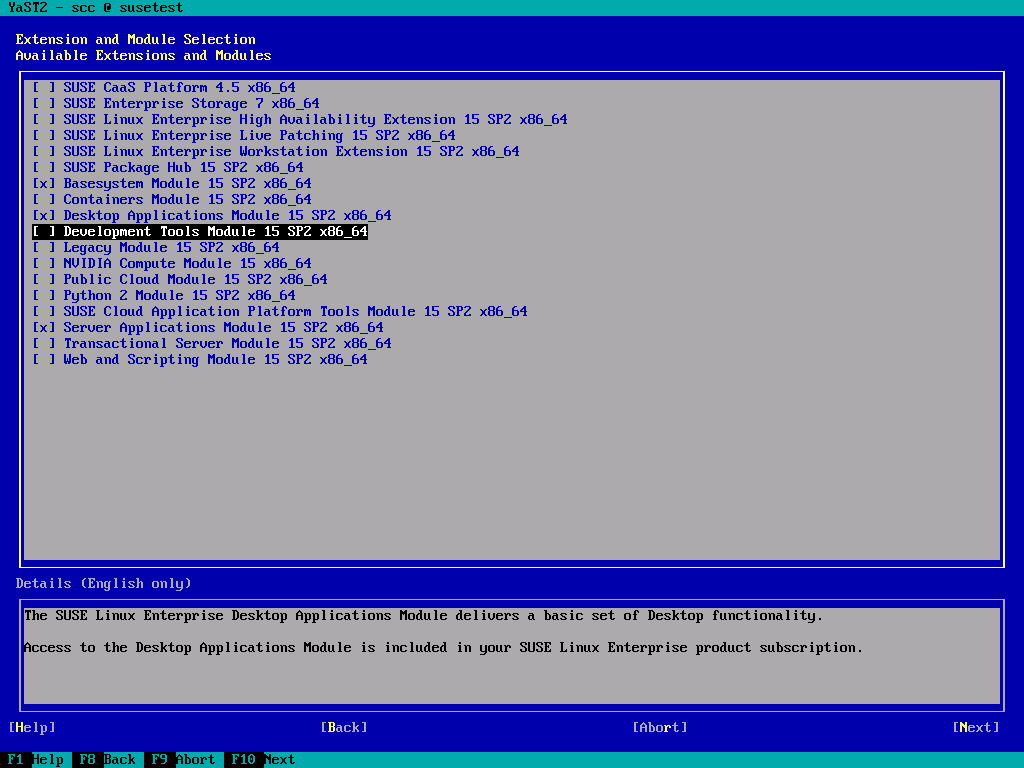 YaST2 - scc @ susetest
Extension and Module Selection
Available Extensions and Modules
[ ] SUSE CaaS Platform 4.5 x86_64
[ ] SUSE Enterprise Storage 7 x86_64
[ ] SUSE Linux Enterprise High Availability Extension 15 SP2 x86_64
[ ] SUSE Linux Enterprise Live Patching 15 SP2 x86_64
[ ] SUSE Linux Enterprise Workstation Extension 15 SP2 x86_64
[ ] SUSE Package Hub 15 SP2 x86_64
[x] Basesystem Module 15 SP2 x86_64
[ ] Containers Module 15 SP2 x86_64
[x] Desktop Applications Module 15 SP2 x86_64
[ ] Development Tools Module 15 SP2 x86_64
[ ] Legacy Module 15 SP2 x86_64
[ ] NVIDIA Compute Module 15 x86_64
[ ] Public Cloud Module 15 SP2 x86_64
[ ] Python 2 Module 15 SP2 x86_64
[ ] SUSE Cloud Application Platform Tools Module 15 SP2 x86_64
[x] Server Applications Module 15 SP2 x86_64
[ ] Transactional Server Module 15 SP2 x86_64
[ ] Web and Scripting Module 15 SP2 x86_64
Details (English only)
The SUSE Linux Enterprise Desktop Applications Module delivers a basic set of Desktop functionality.
Access to the Desktop Applications Module is included in your SUSE Linux Enterprise product subscription.
[Help] [Back] [Abort] [Next]
F1 Help F8 Back F9 Abort F10 Next